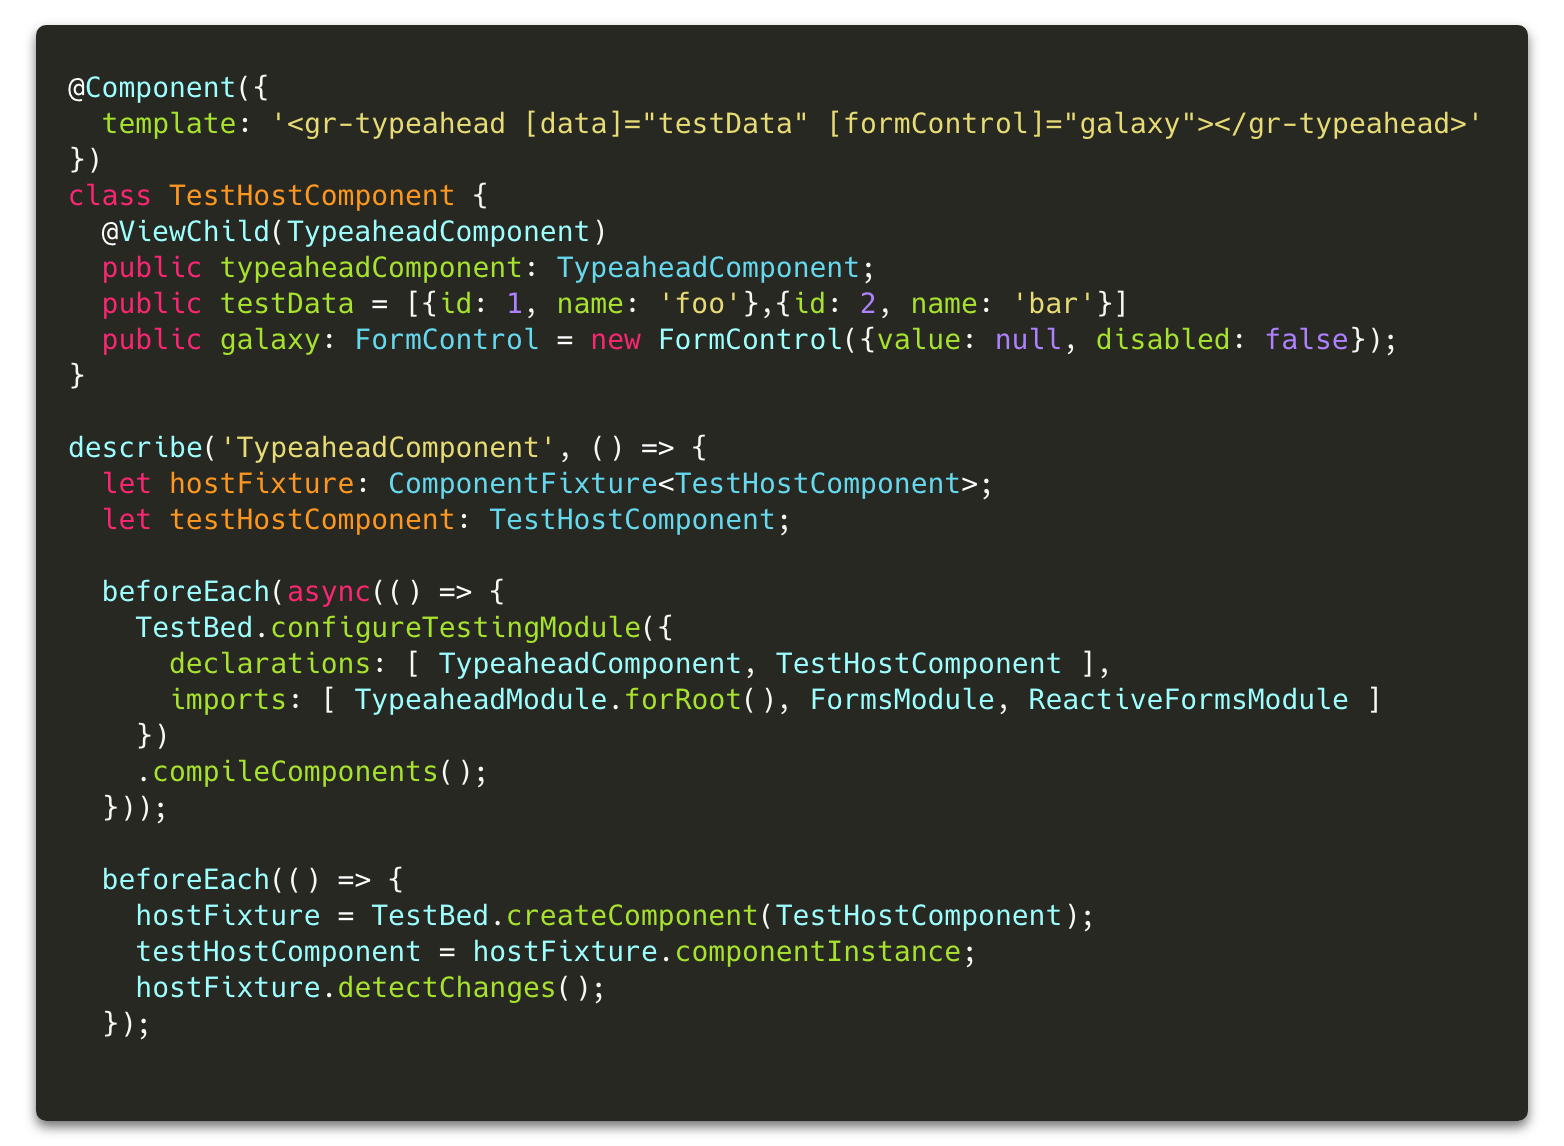 @Component({
  template: '<gr-typeahead [data]="testData" [formControl]="galaxy"></gr-typeahead>'
})
class TestHostComponent {
  @ViewChild(TypeaheadComponent)
  public typeaheadComponent: TypeaheadComponent;
  public testData = [{id: 1, name: 'foo'},{id: 2, name: 'bar'}]
  public galaxy: FormControl = new FormControl({value: null, disabled: false});
}

describe('TypeaheadComponent', () => {
  let hostFixture: ComponentFixture<TestHostComponent>;
  let testHostComponent: TestHostComponent;

  beforeEach(async(() => {
    TestBed.configureTestingModule({
      declarations: [ TypeaheadComponent, TestHostComponent ],
      imports: [ TypeaheadModule.forRoot(), FormsModule, ReactiveFormsModule ]
    })
    .compileComponents();
  }));

  beforeEach(() => {
    hostFixture = TestBed.createComponent(TestHostComponent);
    testHostComponent = hostFixture.componentInstance;
    hostFixture.detectChanges();
  });